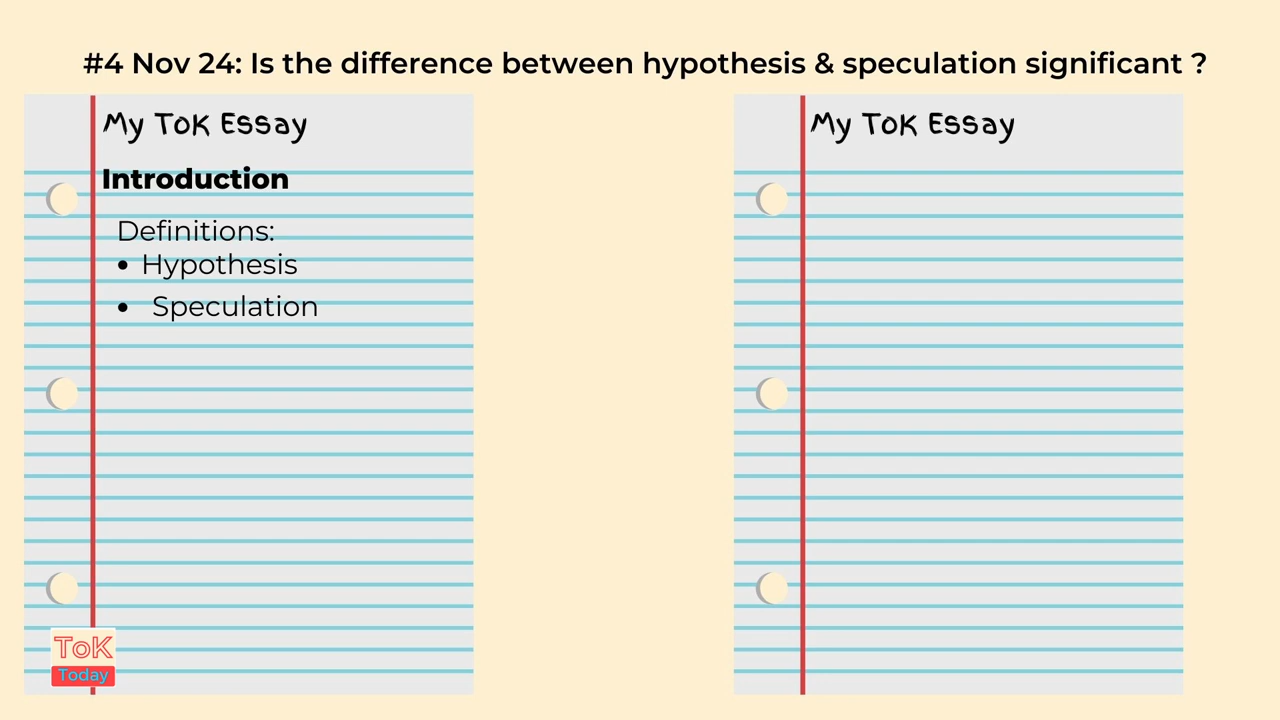 #4 Nov 24: Is the difference between hypothesis & speculation significant ?
My ToK Essay
Introduction
Definitions:
• Hypothesis
• Speculation
ToK
Today
My ToK Essay